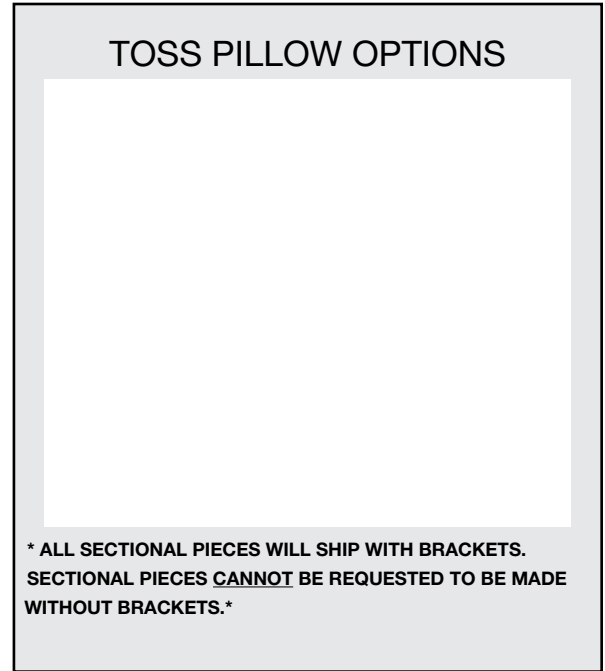 TOSS PILLOW OPTIONS
* ALL SECTIONAL PIECES WILL SHIP WITH BRACKETS.
SECTIONAL PIECES CANNOT BE REQUESTED TO BE MADE
WITHOUT BRACKETS.*